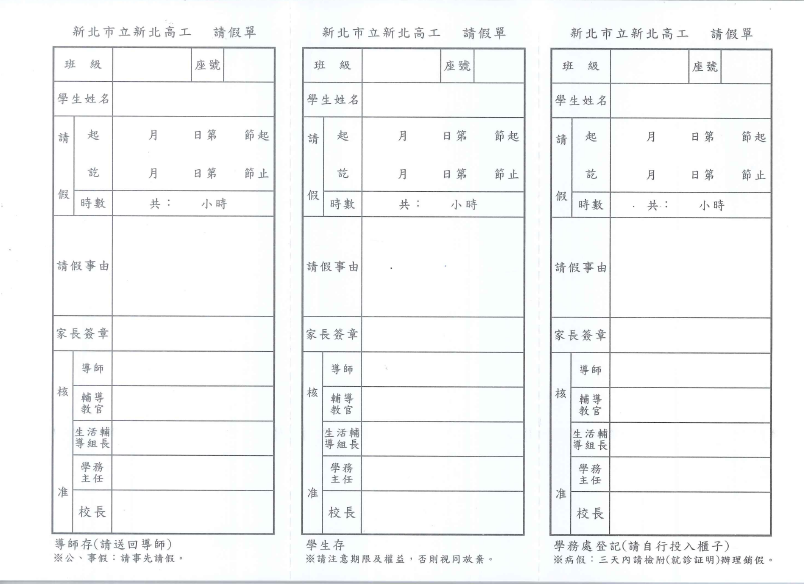 新北市立新北高工 請假單
班 級 座號
學生姓名
請 假
起 月 日第 節起
訖 月 日第 節止
時數 共： 小時
請假事由
家長簽章
核 准
導師
輔導
教官
生活輔
導組長
學務
主任
校長
導師存(請送回導師)
※公、事假：請事先請假。
新北市立新北高工 請假單
班 級 座號
學生姓名
請 假
起 月 日第 節起
訖 月 日第 節止
時數 共： 小時
請假事由
家長簽章
核 准
導師
輔導
教官
生活輔
導組長
學務
主任
校長
學生存
※請注意期限及權益，否則視同放棄。
新北市立新北高工 請假單
班 級 座號
學生姓名
請 假
起 月 日第 節起
訖 月 日第 節止
時數 共： 小時
請假事由
家長簽章
核 准
導師
輔導
教官
生活輔
導組長
學務
主任
校長
學務處登記(請自行投入櫃子)
※病假：三天內請檢附(就診証明)辦理銷假。